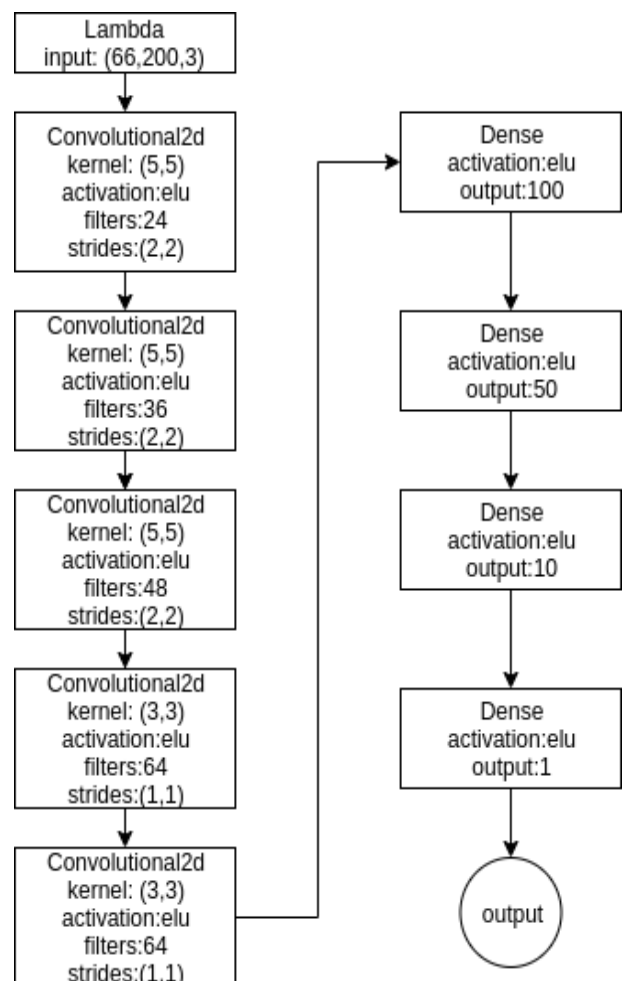 Lambda
input: (66,200,3)
Convolutional2d
kernel: (5,5)
activation:elu
filters:24
strides:(2,2)
Convolutional2d
kernel: (5,5)
activation:elu
filters:36
strides:(2,2)
Convolutional2d
kernel: (5,5)
activation:elu
filters:48
strides:(2,2)
Convolutional2d
kernel: (3,3)
activation:elu
filters:64
strides:(1,1)
Convolutional2d
kernel: (3,3)
activation:elu
filters:64
strides:(1,1)
Dense
activation:elu
output:100
Dense
activation:elu
output:50
Dense
activation:elu
output:10
Dense
activation:elu
output:1
output